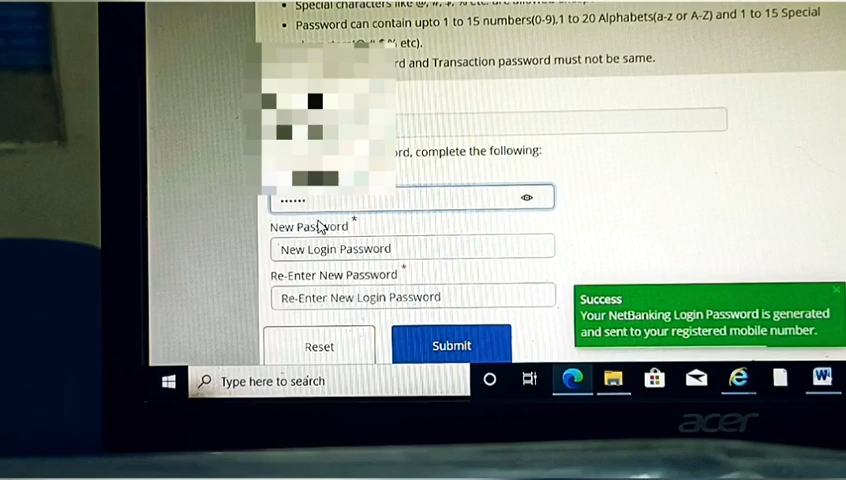 Special characters like @, #, $, % etc. are allowed
Password can contain upto 1 to 15 numbers(0-9),1 to 20 Alphabets(a-z or A-Z) and 1 to 15 Special
etc).
and Transaction password must not be same.
complete the following:
••••••
New Password *
New Login Password
Re-Enter New Password *
Re-Enter New Login Password
Success
Your NetBanking Login Password is generated
and sent to your registered mobile number.
Reset
Submit
Type here to search
acer